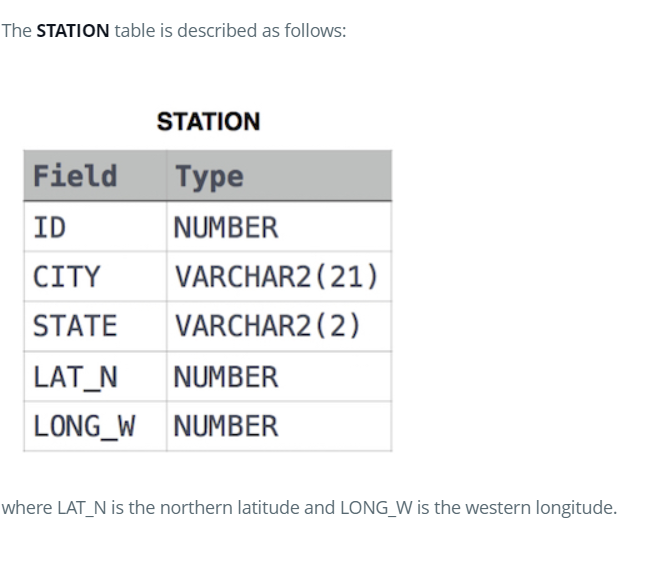 The STATION table is described as follows:
STATION
Field Type
ID NUMBER
CITY VARCHAR2(21)
STATE VARCHAR2(2)
LAT_N NUMBER
LONG_W NUMBER
where LAT_N is the northern latitude and LONG_W is the western longitude.